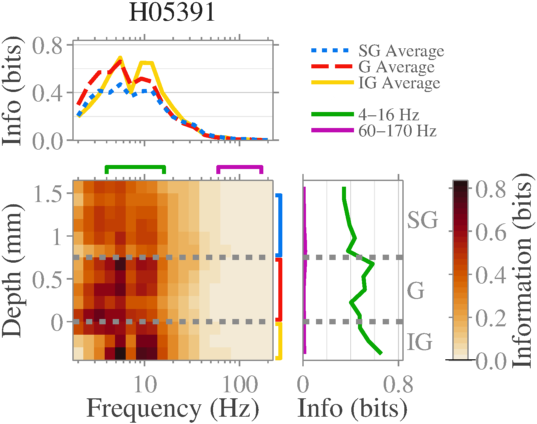 H05391
0.8
0.4
0.0
Info (bits)
SG Average
G Average
IG Average
4–16 Hz
60–170 Hz
1.5
1
0.5
0
Depth (mm)
10
100
Frequency (Hz)
SG
G
IG
0
0.8
Info (bits)
0.8
0.6
0.4
0.2
0.0
Information (bits)